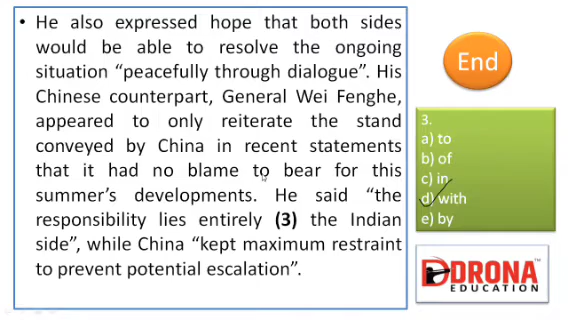 • He also expressed hope that both sides
would be able to resolve the ongoing
situation “peacefully through dialogue”. His
Chinese counterpart, General Wei Fenghe,
appeared to only reiterate the stand
conveyed by China in recent statements
that it had no blame to bear for this
summer’s developments. He said “the
responsibility lies entirely (3) the Indian
side”, while China “kept maximum restraint
to prevent potential escalation”.
End
3.
a) to
b) of
c) in
d) with
e) by
DRONA
EDUCATION
TM